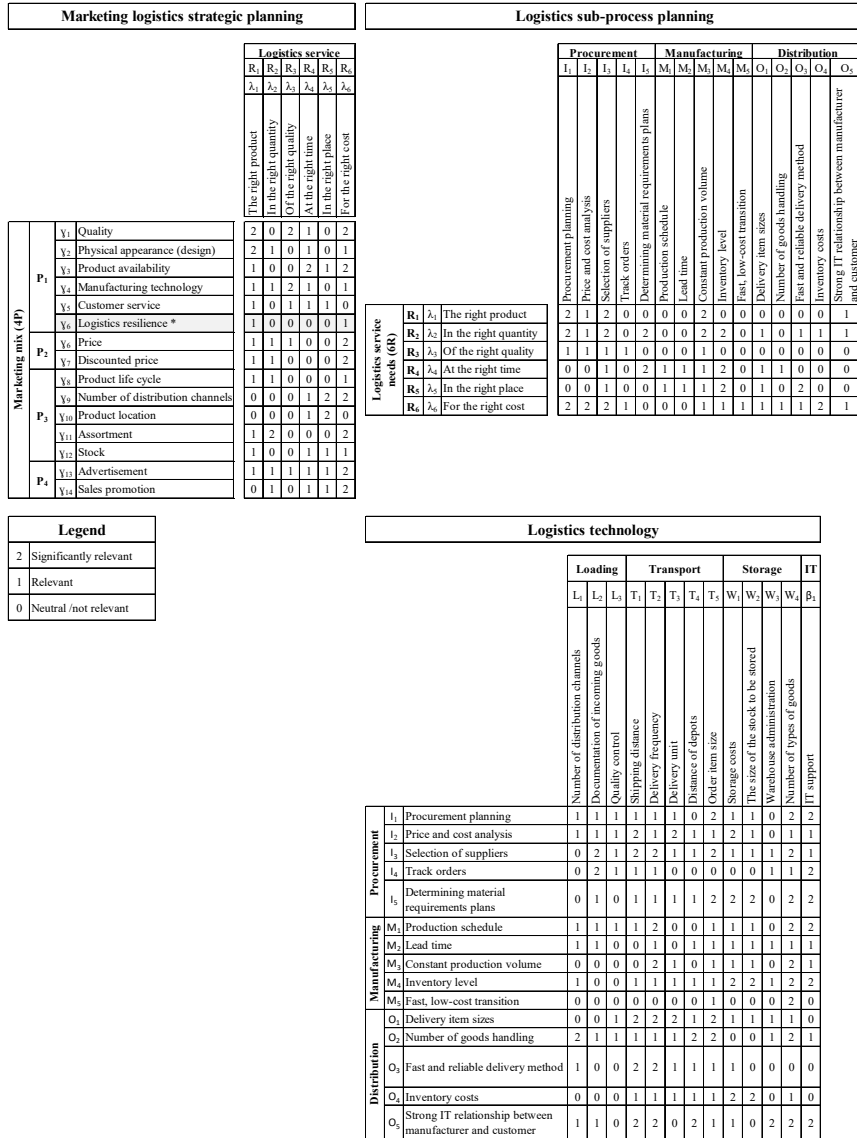 Marketing logistics strategic planning
Logistics service
R₁ R₂ R₃ R₄ R₅ R₆
λ₁ λ₂ λ₃ λ₄ λ₅ λ₆
The right product
In the right quantity
Of the right quality
At the right time
In the right place
For the right cost
Marketing mix (4P)
P₁
ɣ₁ Quality 2 0 2 1 0 2
ɣ₂ Physical appearance (design) 2 1 0 1 0 1
ɣ₃ Product availability 1 0 0 2 1 2
ɣ₄ Manufacturing technology 1 1 2 1 0 1
ɣ₅ Customer service 1 0 1 1 1 0
ɣ₆ Logistics resilience * 1 0 0 0 0 1
P₂
ɣ₆ Price 1 1 1 0 0 2
ɣ₇ Discounted price 1 1 0 0 0 2
P₃
ɣ₈ Product life cycle 1 1 0 0 0 1
ɣ₉ Number of distribution channels 0 0 0 1 2 2
ɣ₁₀ Product location 0 0 0 1 2 0
ɣ₁₁ Assortment 1 2 0 0 0 2
ɣ₁₂ Stock 1 0 0 1 1 1
P₄
ɣ₁₃ Advertisement 1 1 1 1 1 2
ɣ₁₄ Sales promotion 0 1 0 1 1 2
Logistics sub-process planning
Procurement Manufacturing Distribution
I₁ I₂ I₃ I₄ I₅ M₁ M₂ M₃ M₄ M₅ O₁ O₂ O₃ O₄ O₅
Procurement planning
Price and cost analysis
Selection of suppliers
Track orders
Determining material requirements plans
Production schedule
Lead time
Constant production volume
Inventory level
Fast, low-cost transition
Delivery item sizes
Number of goods handling
Fast and reliable delivery method
Inventory costs
Strong IT relationship between manufacturer
and customer
Logistics service
needs (6R)
R₁ λ₁ The right product 2 1 2 0 0 0 0 2 0 0 0 0 0 0 1
R₂ λ₂ In the right quantity 2 1 2 0 2 0 0 2 2 0 1 0 1 1 1
R₃ λ₃ Of the right quality 1 1 1 1 0 0 0 1 0 0 0 0 0 0 0
R₄ λ₄ At the right time 0 0 1 0 2 1 1 1 2 0 1 1 0 0 0
R₅ λ₅ In the right place 0 0 1 0 0 1 1 1 2 0 1 0 2 0 0
R₆ λ₆ For the right cost 2 2 2 1 0 0 0 1 1 1 1 1 1 2 1
Legend
2 Significantly relevant
1 Relevant
0 Neutral /not relevant
Logistics technology
Loading Transport Storage IT
L₁ L₂ L₃ T₁ T₂ T₃ T₄ T₅ W₁ W₂ W₃ W₄ β₁
Number of distribution channels
Documentation of incoming goods
Quality control
Shipping distance
Delivery frequency
Delivery unit
Distance of depots
Order item size
Storage costs
The size of the stock to be stored
Warehouse administration
Number of types of goods
IT support
Procurement
I₁ Procurement planning 1 1 1 1 1 1 0 2 1 1 0 2 2
I₂ Price and cost analysis 1 1 1 2 1 2 1 1 2 1 0 1 1
I₃ Selection of suppliers 0 2 1 2 2 1 1 2 1 1 1 2 1
I₄ Track orders 0 2 1 1 1 0 0 0 0 0 1 1 2
I₅ Determining material
requirements plans 0 1 0 1 1 1 1 2 2 2 0 2 2
Manufacturing
M₁ Production schedule 1 1 1 1 2 0 0 1 1 1 0 2 2
M₂ Lead time 1 1 0 0 1 0 1 1 1 1 1 1 1
M₃ Constant production volume 0 0 0 0 2 1 0 1 1 1 0 2 1
M₄ Inventory level 1 0 0 1 1 1 1 1 2 2 1 2 2
M₅ Fast, low-cost transition 0 0 0 0 0 0 0 1 0 0 0 2 0
Distribution
O₁ Delivery item sizes 0 0 1 2 2 2 1 2 1 1 1 1 0
O₂ Number of goods handling 2 1 1 1 1 1 2 2 0 0 1 2 1
O₃ Fast and reliable delivery method 1 0 0 2 2 1 1 1 1 0 0 0 0
O₄ Inventory costs 0 0 0 1 1 1 1 1 2 2 0 1 0
O₅ Strong IT relationship between
manufacturer and customer 1 1 0 2 2 0 2 1 1 0 2 2 2